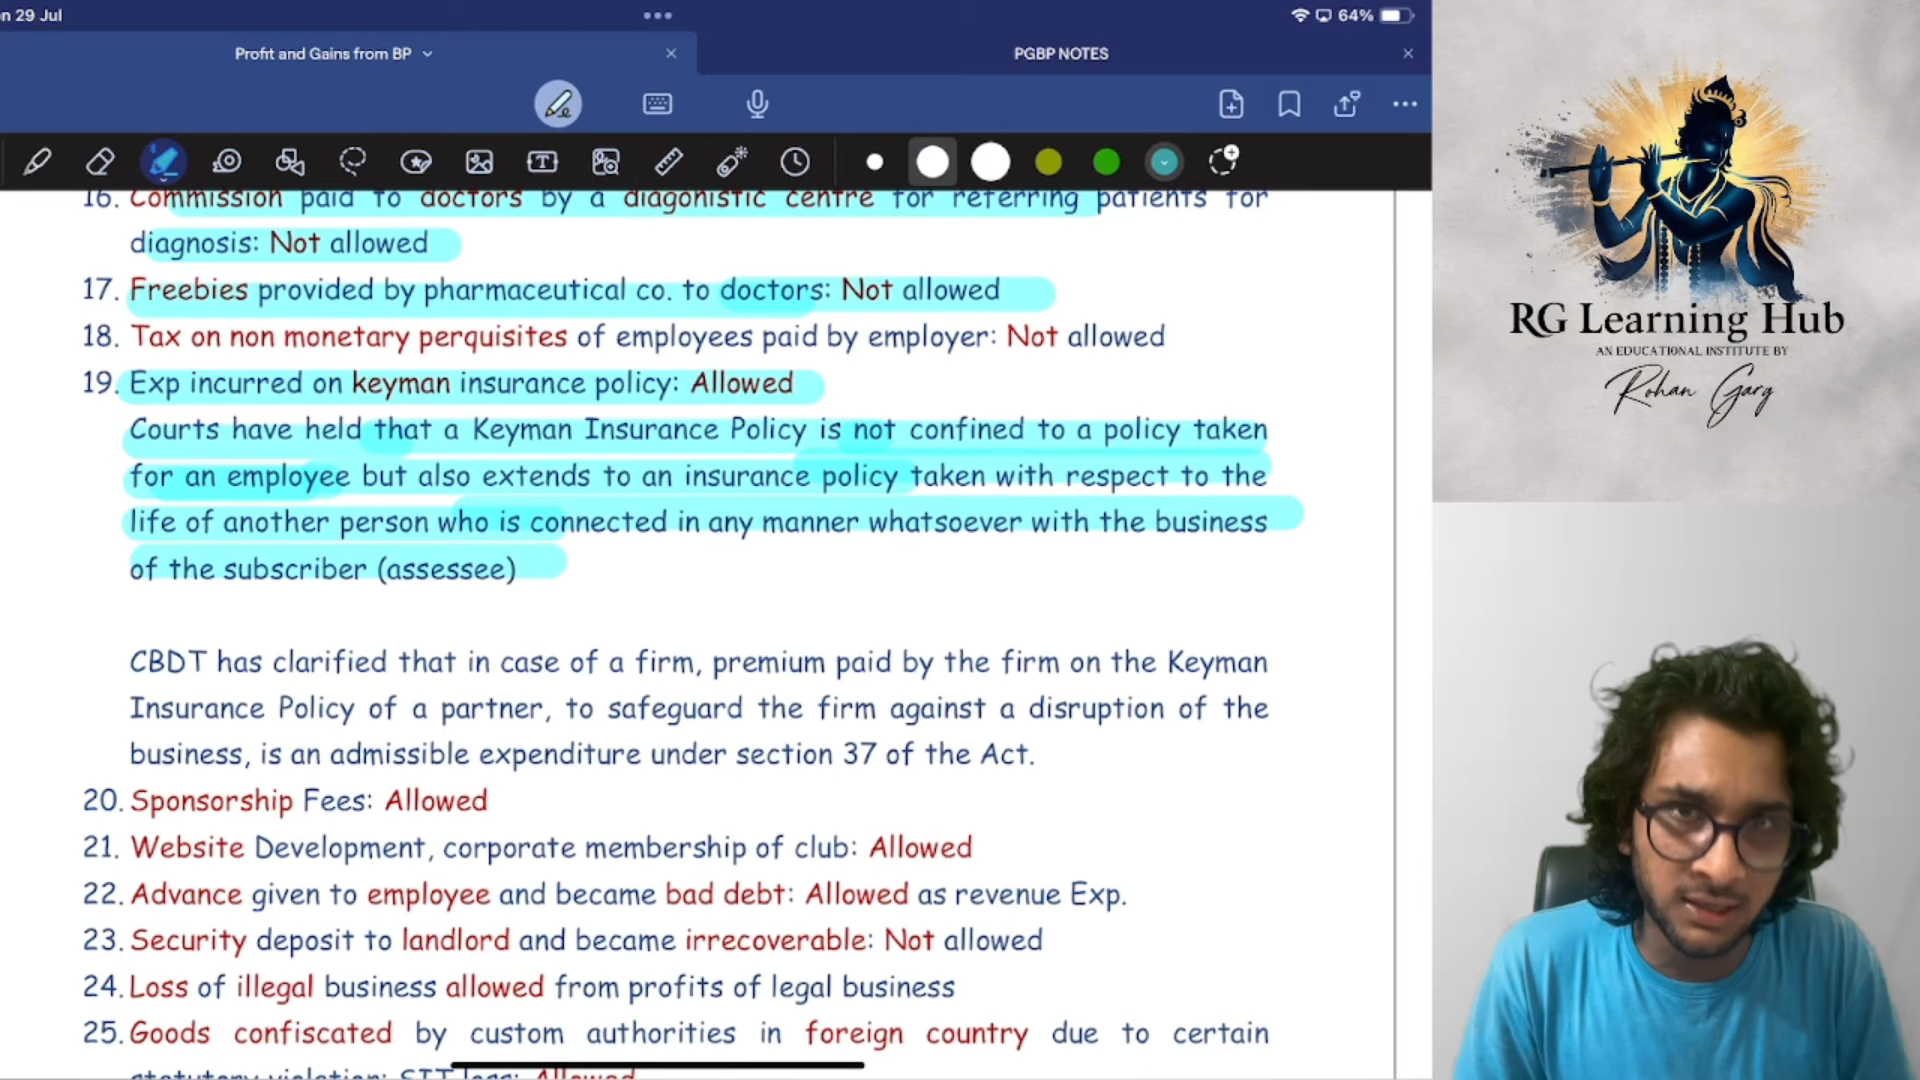 n 29 Jul
64%
Profit and Gains from BP
PGBP NOTES
16. Commission paid to doctors by a diagonistic centre for referring patients for
diagnosis: Not allowed
17. Freebies provided by pharmaceutical co. to doctors: Not allowed
18. Tax on non monetary perquisites of employees paid by employer: Not allowed
19. Exp incurred on keyman insurance policy: Allowed
Courts have held that a Keyman Insurance Policy is not confined to a policy taken
for an employee but also extends to an insurance policy taken with respect to the
life of another person who is connected in any manner whatsoever with the business
of the subscriber (assessee)
CBDT has clarified that in case of a firm, premium paid by the firm on the Keyman
Insurance Policy of a partner, to safeguard the firm against a disruption of the
business, is an admissible expenditure under section 37 of the Act.
20. Sponsorship Fees: Allowed
21. Website Development, corporate membership of club: Allowed
22. Advance given to employee and became bad debt: Allowed as revenue Exp.
23. Security deposit to landlord and became irrecoverable: Not allowed
24. Loss of illegal business allowed from profits of legal business
25. Goods confiscated by custom authorities in foreign country due to certain
statutory violation: SIT loss: Allowed
RG Learning Hub
AN EDUCATIONAL INSTITUTE BY
Rohan Garg